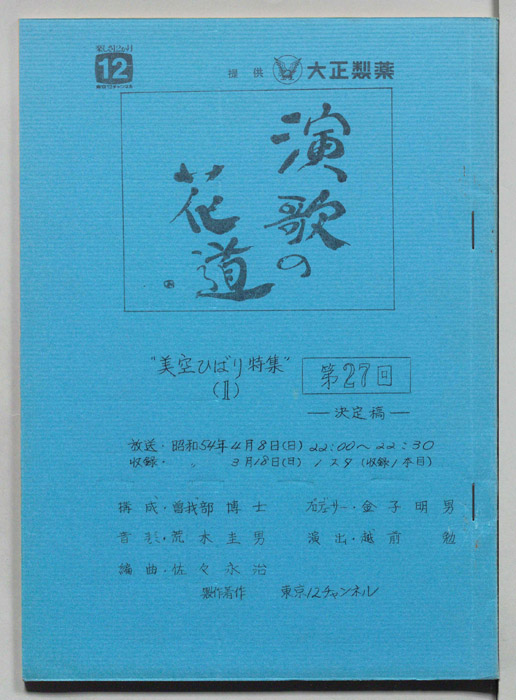 12
提供 大正製薬
演歌の
花道
"美空ひばり特集"
(1)
第27回
―決定稿―
放送・昭和54年4月8日(日) 22:00～22:30
収録・ 〃 3月18日(日) 1スタ (収録1本目)
構成・曽我部博士 プロデューサー・金子明男
荒木圭男 演出・越前 勉
編曲・佐々永治
製作著作 東京12チャンネル